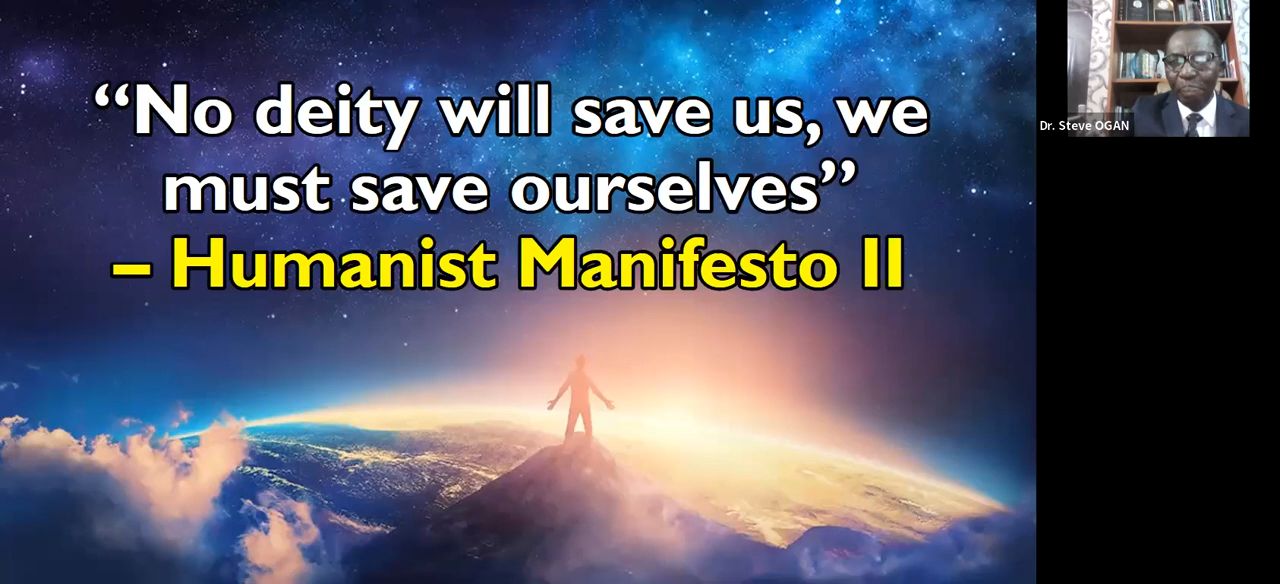 “No deity will save us, we
must save ourselves”
– Humanist Manifesto II
Dr. Steve OGAN